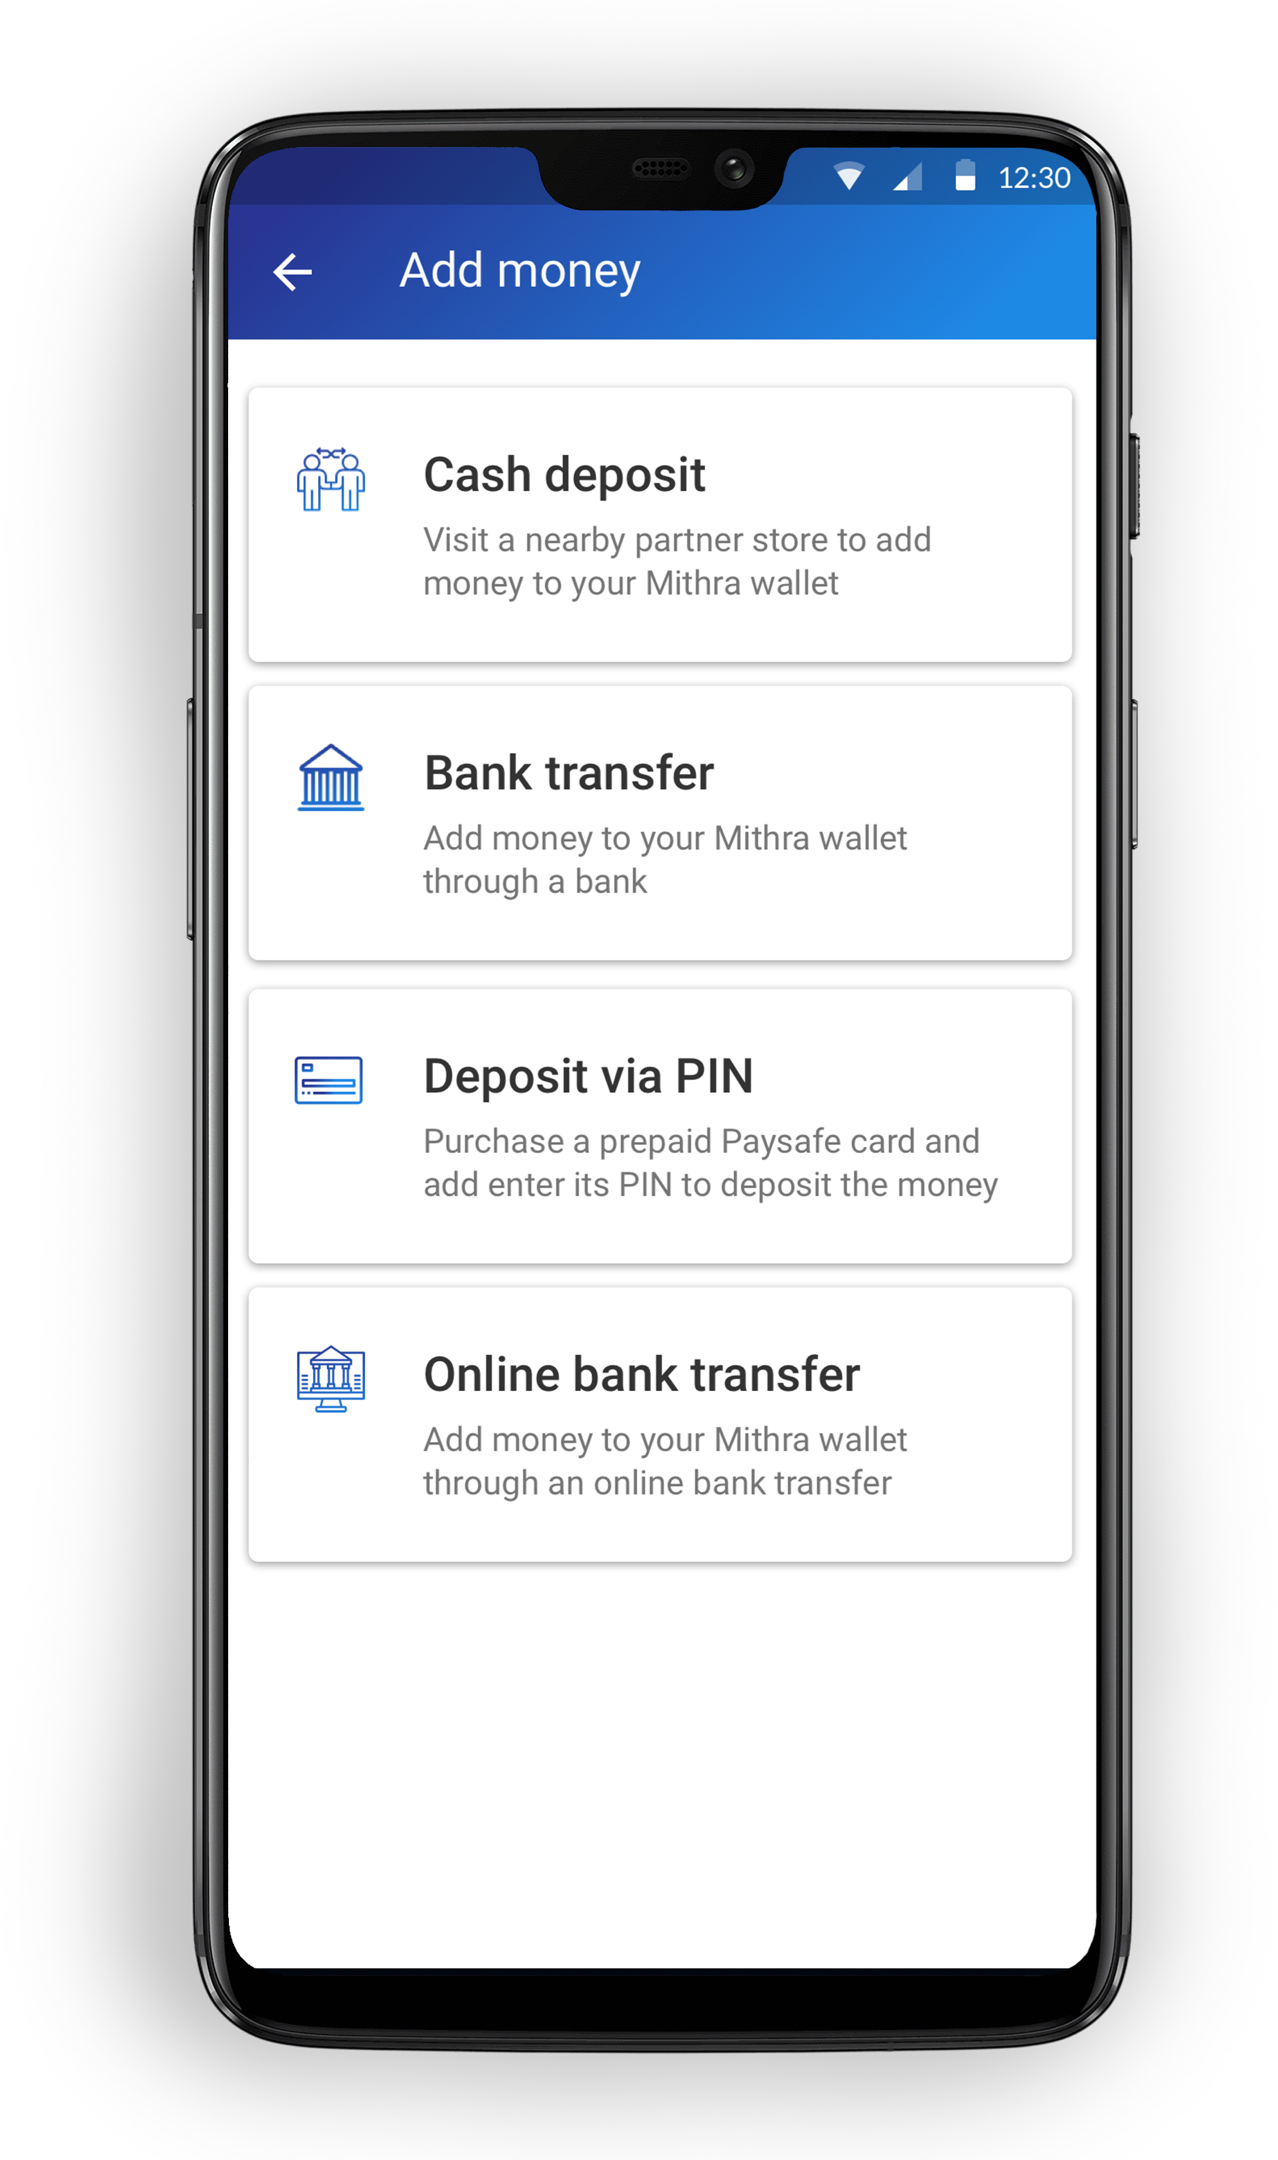 12:30
Add money
Cash deposit
Visit a nearby partner store to add
money to your Mithra wallet
Bank transfer
Add money to your Mithra wallet
through a bank
Deposit via PIN
Purchase a prepaid Paysafe card and
add enter its PIN to deposit the money
Online bank transfer
Add money to your Mithra wallet
through an online bank transfer